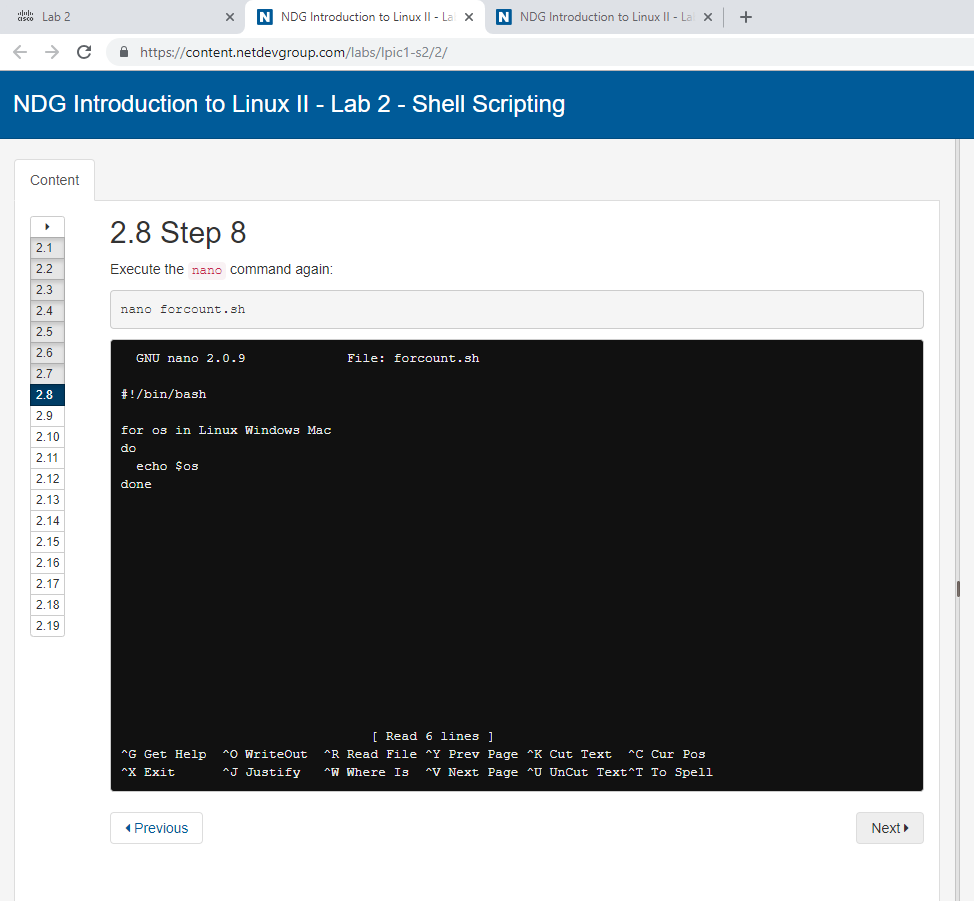 Lab 2
NDG Introduction to Linux II - La
NDG Introduction to Linux II - La
https://content.netdevgroup.com/labs/lpic1-s2/2/
NDG Introduction to Linux II - Lab 2 - Shell Scripting
Content
2.1
2.2
2.3
2.4
2.5
2.6
2.7
2.8
2.9
2.10
2.11
2.12
2.13
2.14
2.15
2.16
2.17
2.18
2.19
2.8 Step 8
Execute the nano command again:
nano forcount.sh
GNU nano 2.0.9 File: forcount.sh
#!/bin/bash
for os in Linux Windows Mac
do
echo $os
done
[ Read 6 lines ]
^G Get Help ^O WriteOut ^R Read File ^Y Prev Page ^K Cut Text ^C Cur Pos
^X Exit ^J Justify ^W Where Is ^V Next Page ^U UnCut Text^T To Spell
Previous
Next